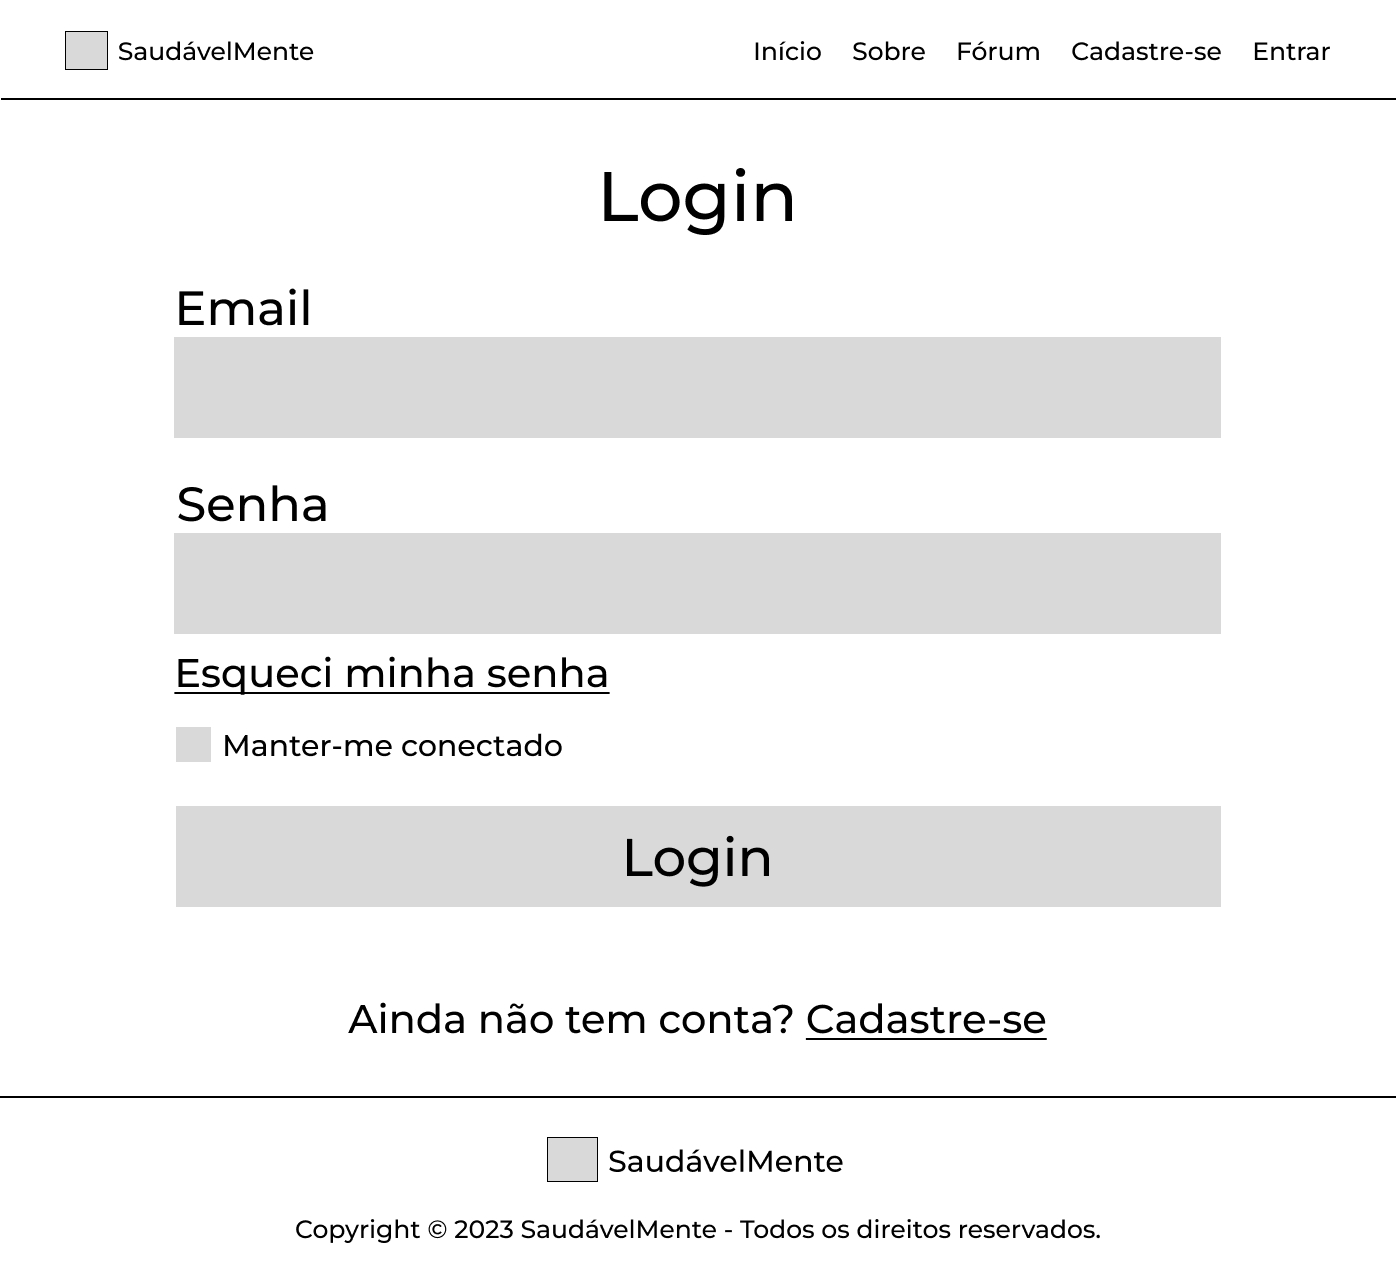 SaudávelMente Início Sobre Fórum Cadastre-se Entrar
Login
Email
Senha
Esqueci minha senha
Manter-me conectado
Login
Ainda não tem conta? Cadastre-se
SaudávelMente
Copyright © 2023 SaudávelMente - Todos os direitos reservados.